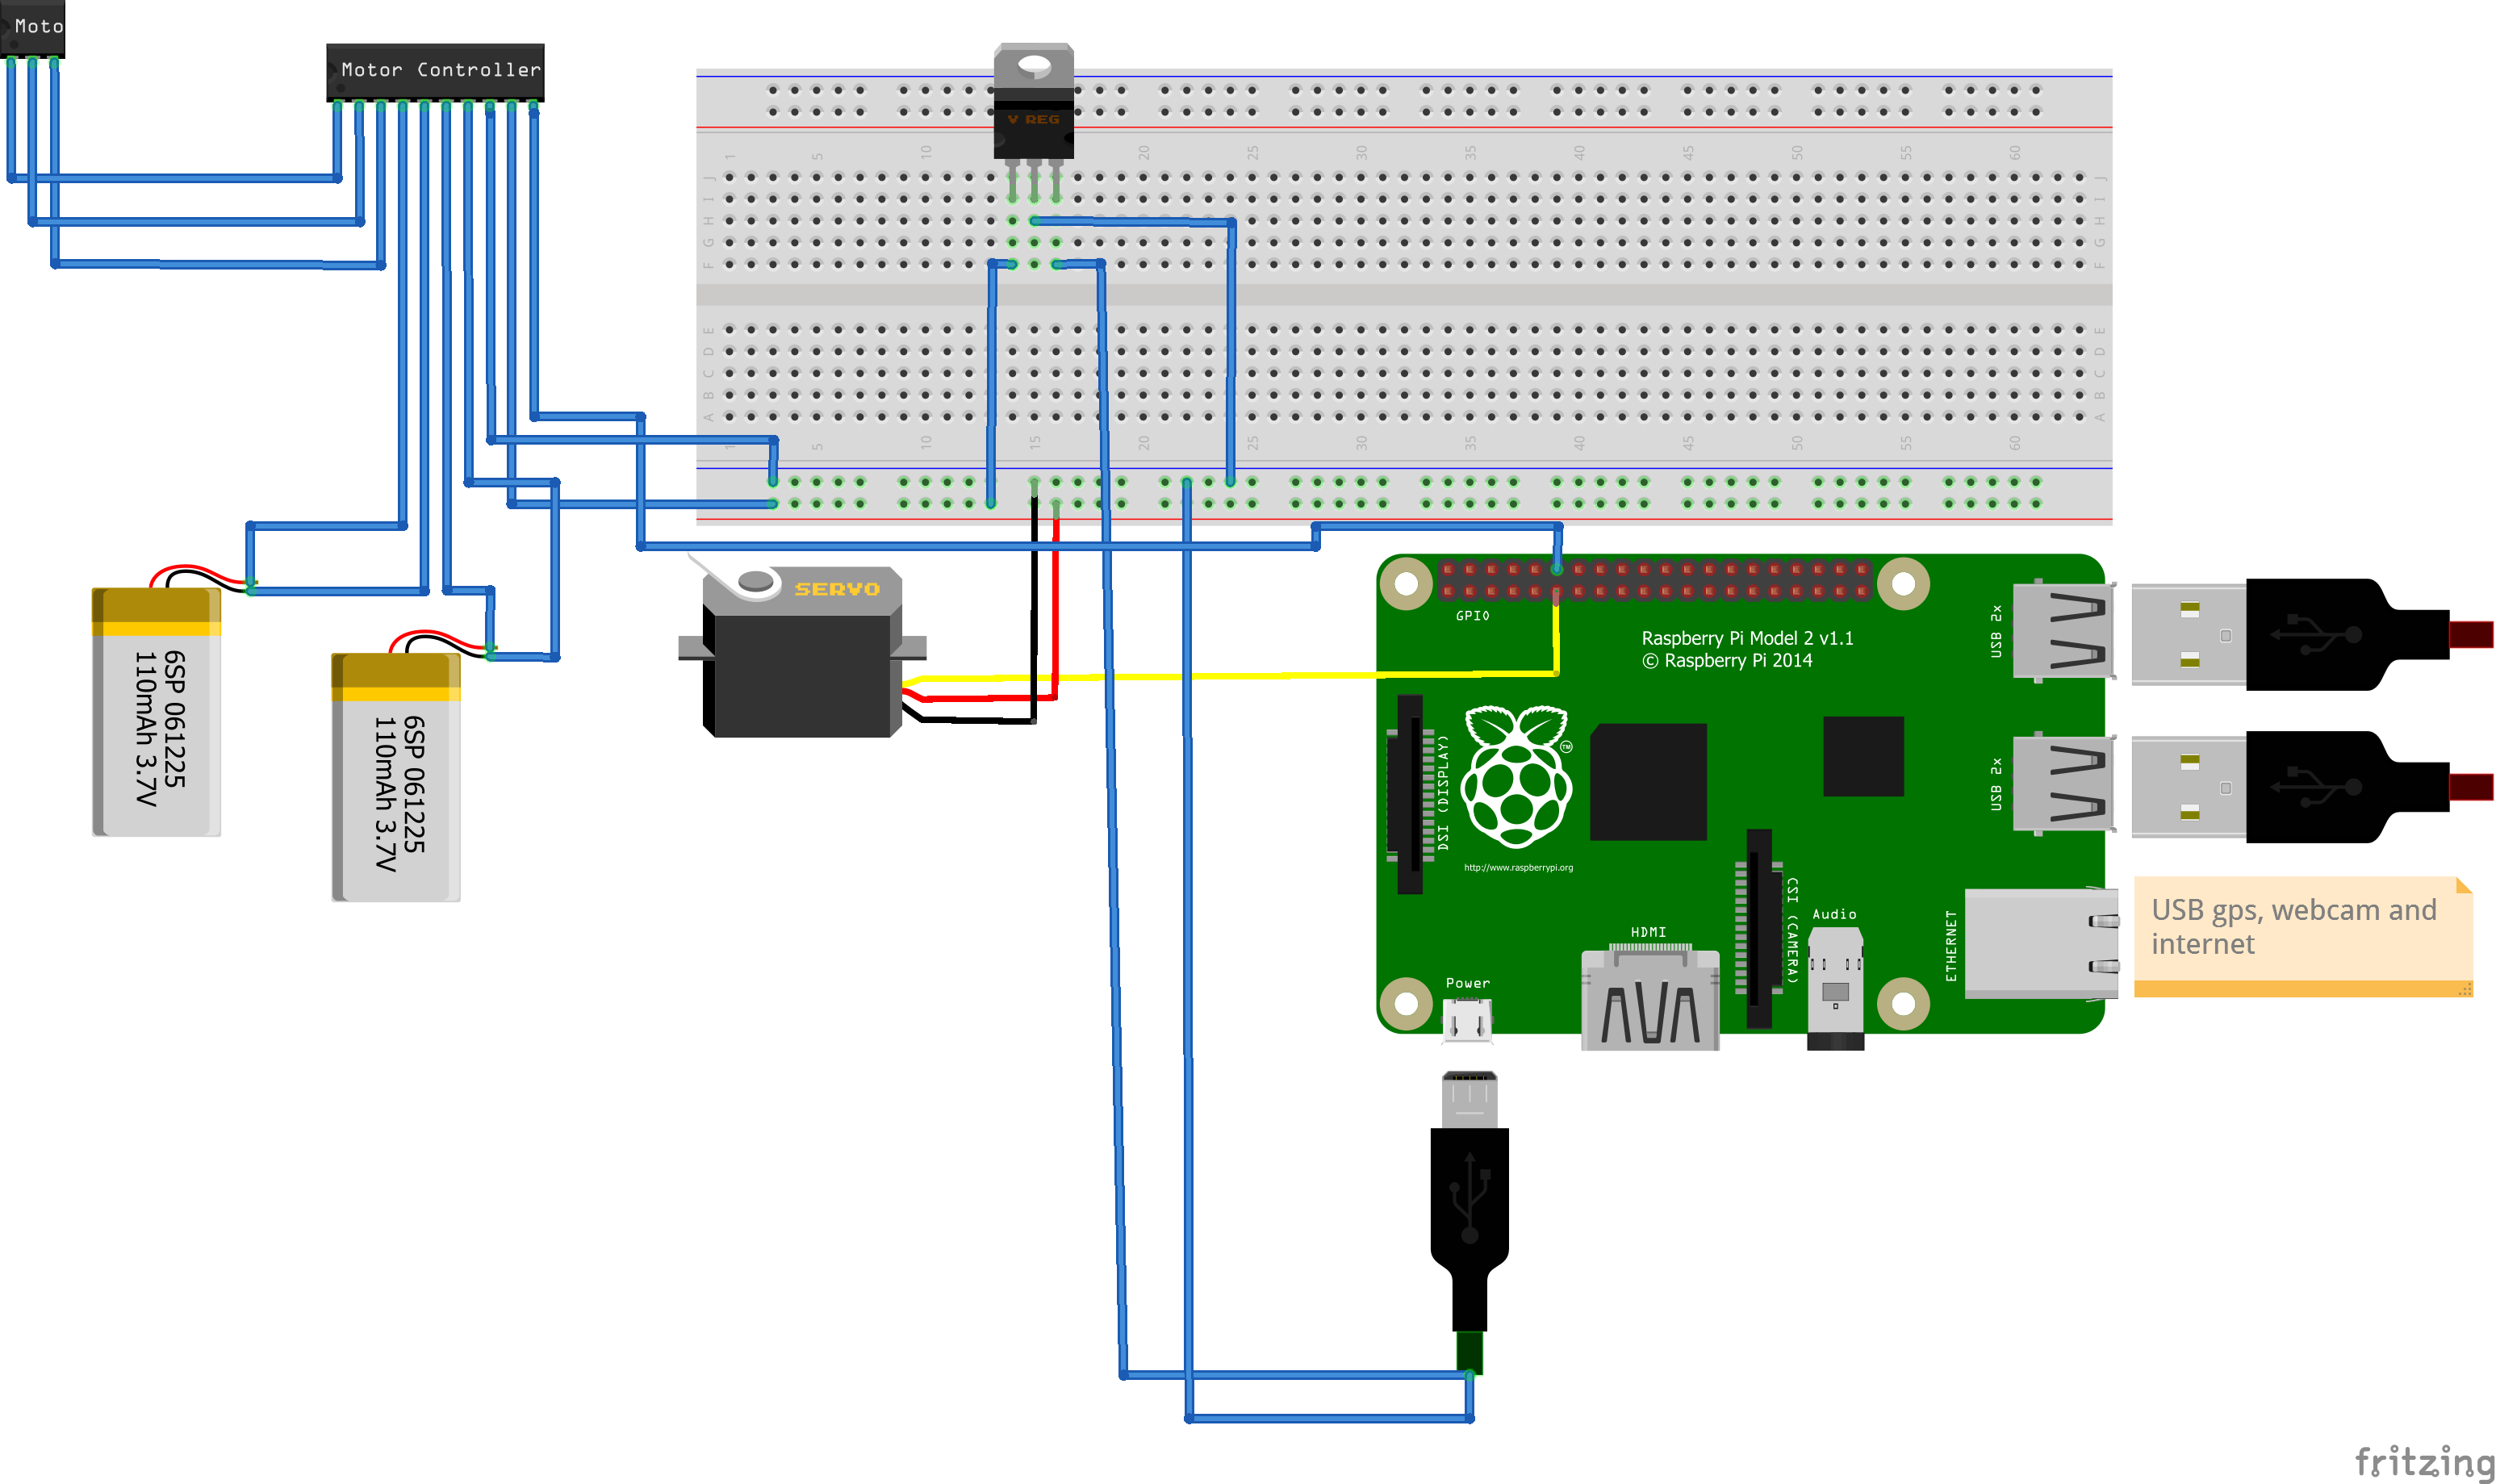 Moto
Motor Controller
V REG
1 5 10 20 25 30 35 40 45 50 55 60
J J
I I
H H
G G
F F
E E
D D
C C
B B
A A
1 5 10 15 20 25 30 35 40 45 50 55 60
SERVO
GPIO
Raspberry Pi Model 2 v1.1
© Raspberry Pi 2014
USB 2x
USB 2x
6SP 061225
110mAh 3.7V
6SP 061225
110mAh 3.7V
DSI (DISPLAY)
TM
http://www.raspberrypi.org
CSI (CAMERA)
Audio
HDMI
ETHERNET
Power
USB gps, webcam and
internet
fritzing